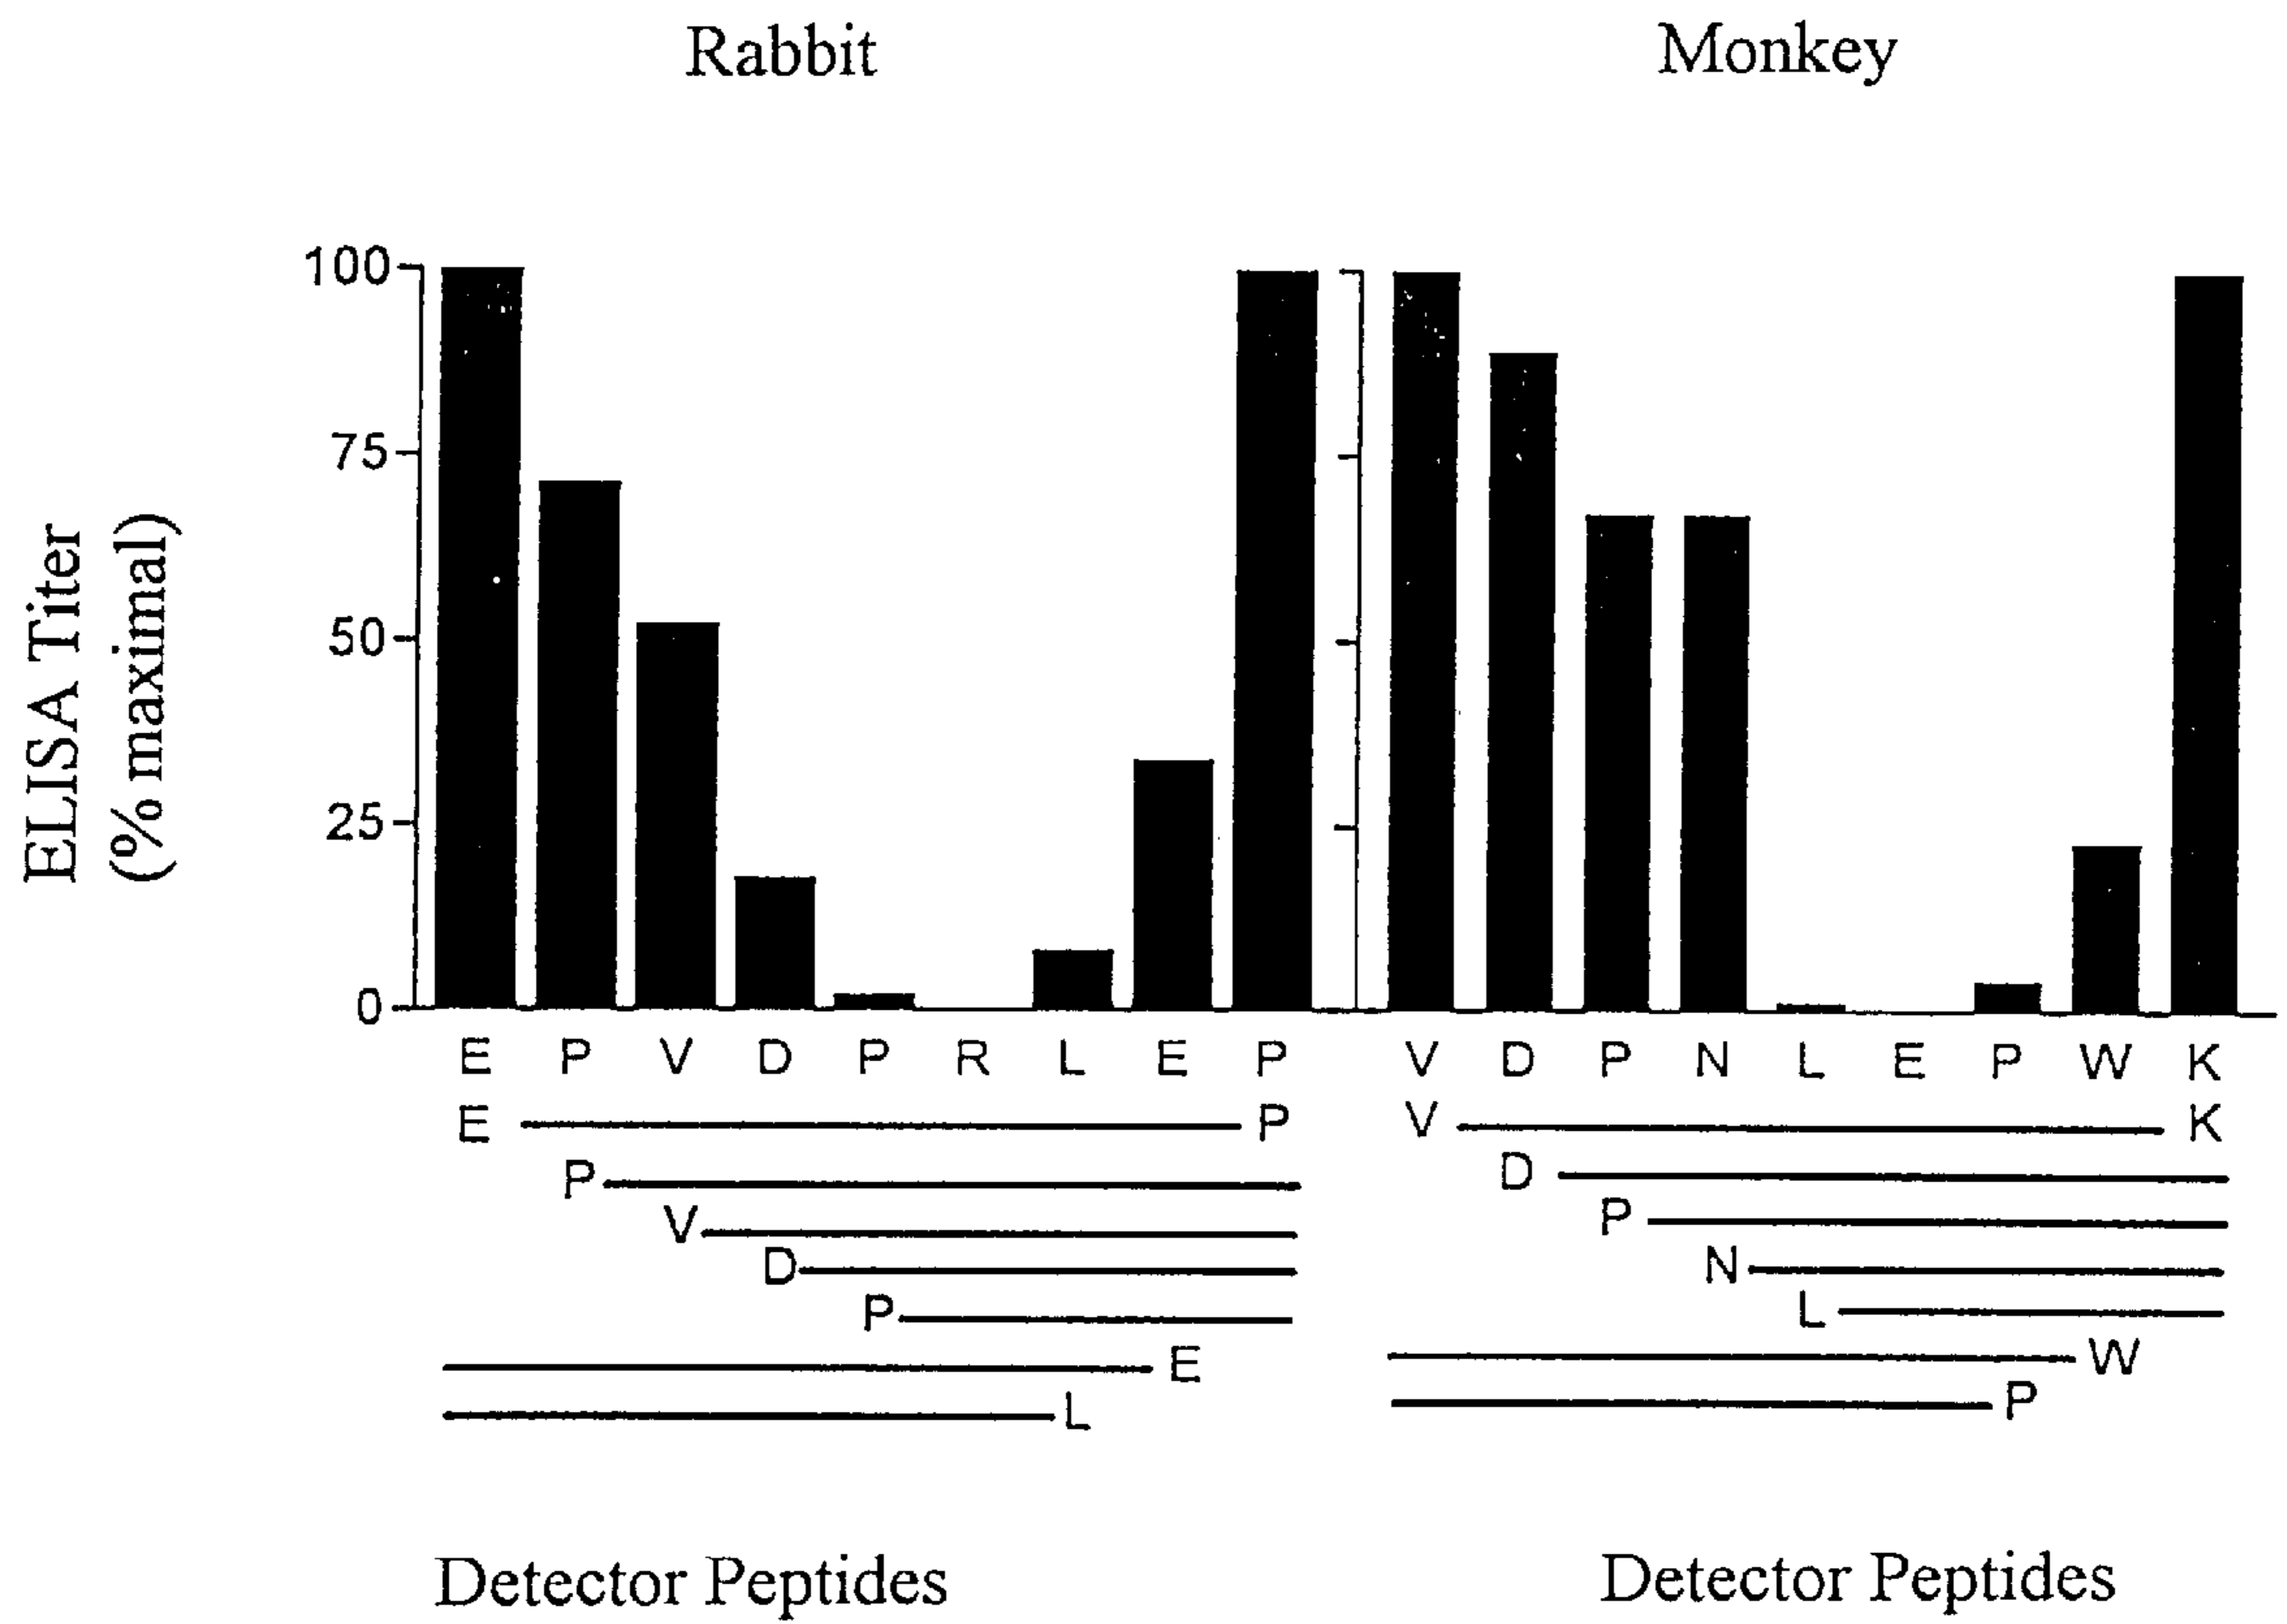 Rabbit Monkey
ELISA Titer
(% maximal)
100
75
50
25
0
E P V D P R L E P V D P N L E P W K
E P V K
P D
V P
D N
P L
E W
L P
Detector Peptides Detector Peptides